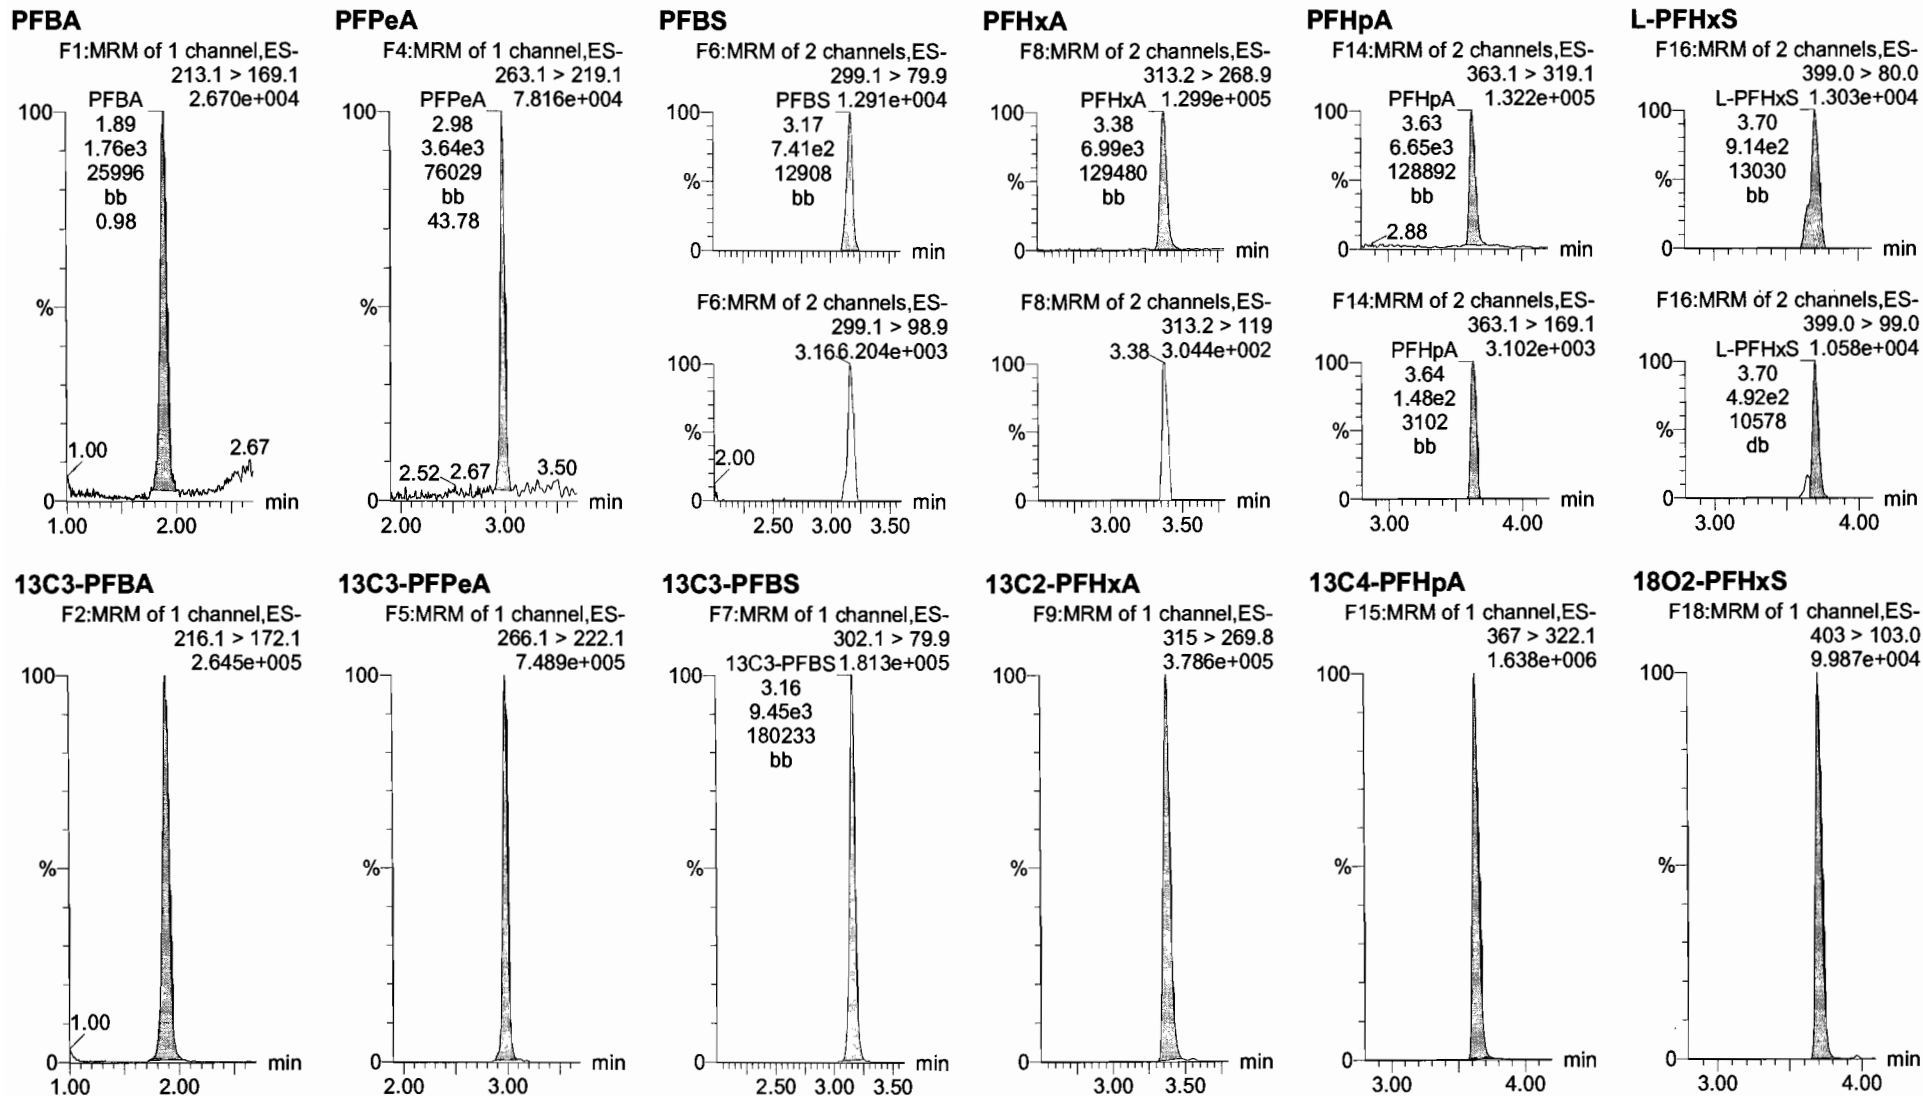 PFBA
F1:MRM of 1 channel,ES-
213.1 > 169.1
2.670e+004
100
PFBA
1.89
1.76e3
25996
bb
0.98
%
1.00
2.67
0
min
1.00 2.00
PFPeA
F4:MRM of 1 channel,ES-
263.1 > 219.1
7.816e+004
100
PFPeA
2.98
3.64e3
76029
bb
43.78
%
2.52 2.67 3.50
0
min
2.00 3.00
PFBS
F6:MRM of 2 channels,ES-
299.1 > 79.9
1.291e+004
100
PFBS
3.17
7.41e2
12908
bb
%
0
min
F6:MRM of 2 channels,ES-
299.1 > 98.9
3.16 6.204e+003
100
%
2.00
0
min
2.50 3.00 3.50
PFHxA
F8:MRM of 2 channels,ES-
313.2 > 268.9
1.299e+005
100
PFHxA
3.38
6.99e3
129480
bb
%
0
min
F8:MRM of 2 channels,ES-
313.2 > 119
3.38 3.044e+002
100
%
0
min
3.00 3.50
PFHpA
F14:MRM of 2 channels,ES-
363.1 > 319.1
1.322e+005
100
PFHpA
3.63
6.65e3
128892
bb
%
2.88
0
min
F14:MRM of 2 channels,ES-
363.1 > 169.1
3.102e+003
100
PFHpA
3.64
1.48e2
3102
bb
%
0
min
3.00 4.00
L-PFHxS
F16:MRM of 2 channels,ES-
399.0 > 80.0
1.303e+004
100
L-PFHxS
3.70
9.14e2
13030
bb
%
0
min
F16:MRM of 2 channels,ES-
399.0 > 99.0
1.058e+004
100
L-PFHxS
3.70
4.92e2
10578
db
%
0
min
3.00 4.00
13C3-PFBA
F2:MRM of 1 channel,ES-
216.1 > 172.1
2.645e+005
100
%
1.00
0
min
1.00 2.00
13C3-PFPeA
F5:MRM of 1 channel,ES-
266.1 > 222.1
7.489e+005
100
%
0
min
2.00 3.00
13C3-PFBS
F7:MRM of 1 channel,ES-
302.1 > 79.9
1.813e+005
100
13C3-PFBS
3.16
9.45e3
180233
bb
%
0
min
2.50 3.00 3.50
13C2-PFHxA
F9:MRM of 1 channel,ES-
315 > 269.8
3.786e+005
100
%
0
min
3.00 3.50
13C4-PFHpA
F15:MRM of 1 channel,ES-
367 > 322.1
1.638e+006
100
%
0
min
3.00 4.00
18O2-PFHxS
F18:MRM of 1 channel,ES-
403 > 103.0
9.987e+004
100
%
0
min
3.00 4.00